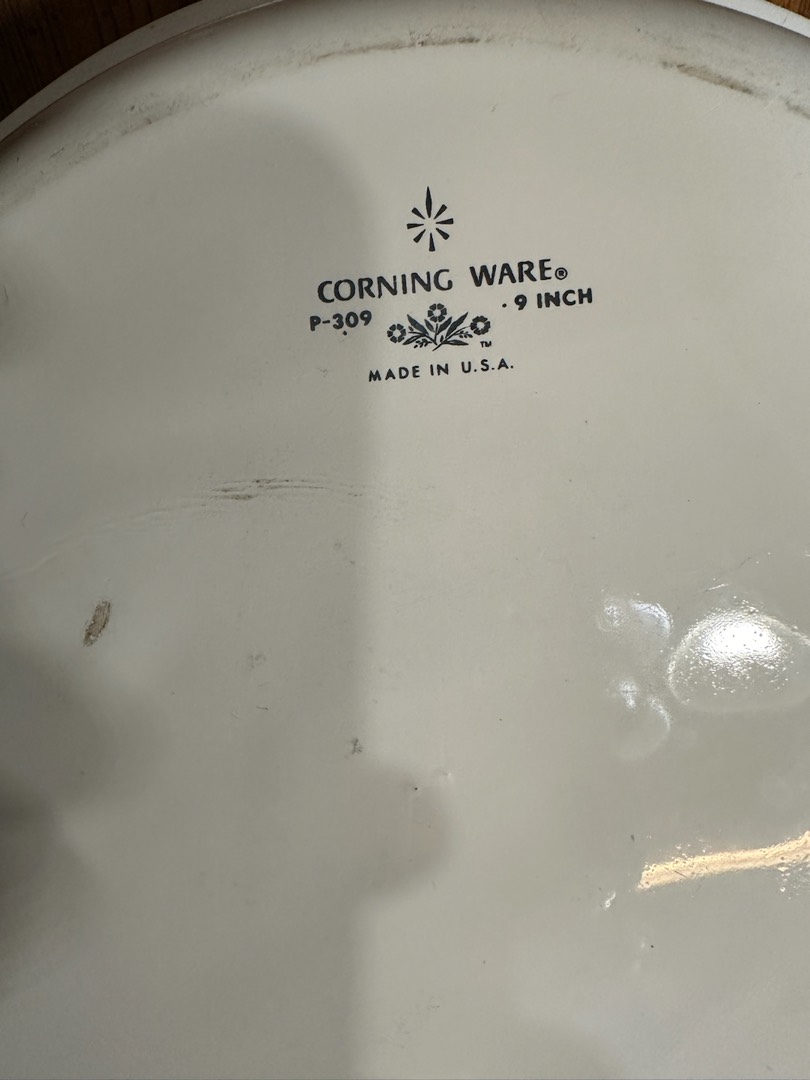 CORNING WARE®
P-309 · 9 INCH
TM
MADE IN U.S.A.